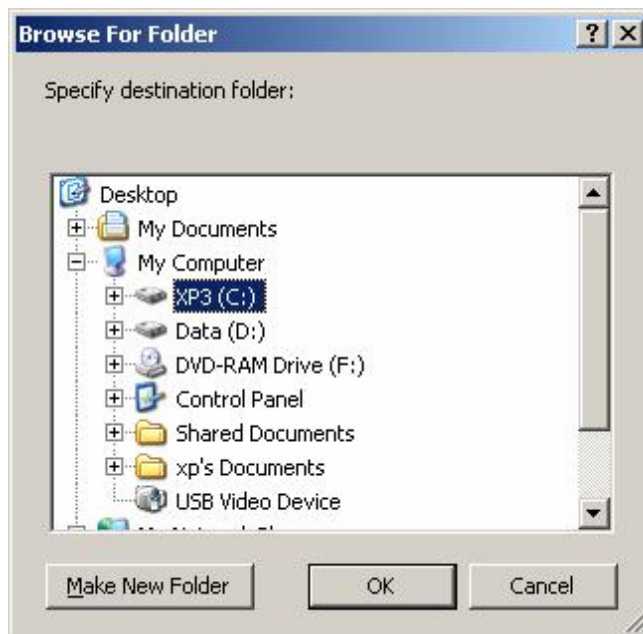 Browse For Folder
Specify destination folder:
Desktop
My Documents
My Computer
XP3 (C:)
Data (D:)
DVD-RAM Drive (F:)
Control Panel
Shared Documents
xp's Documents
USB Video Device
Make New Folder
OK
Cancel